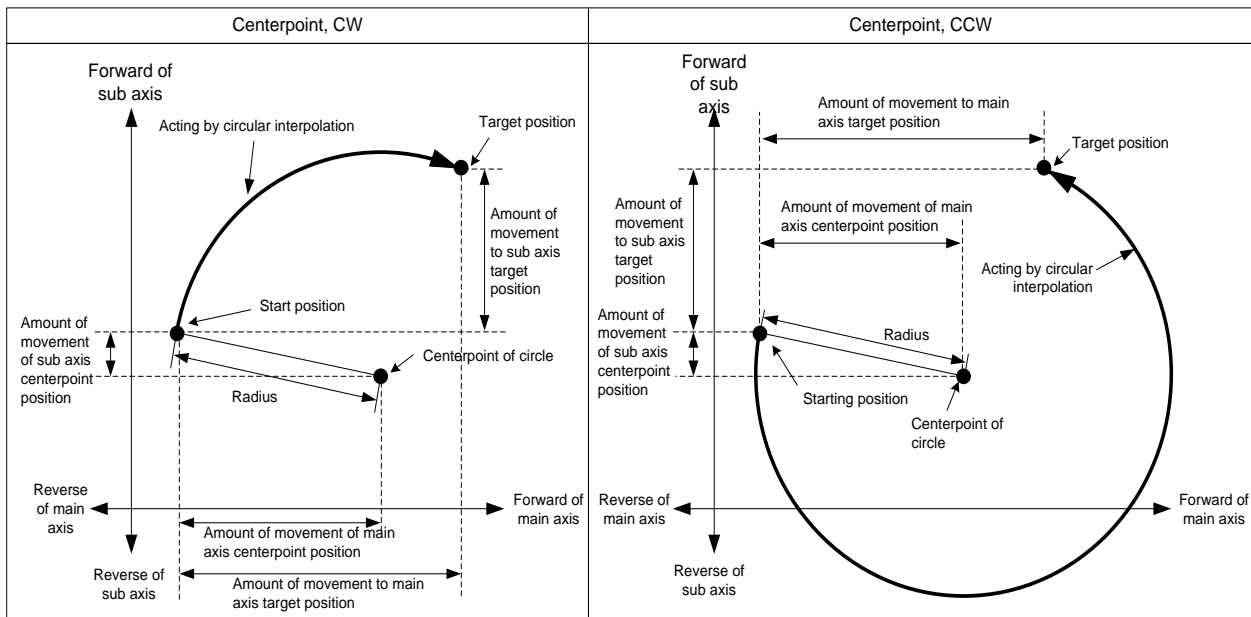 Centerpoint, CW
Forward of
sub axis
Acting by circular interpolation
Target position
Amount of
movement
to sub axis
target
position
Start position
Amount of
movement
of sub axis
centerpoint
position
Centerpoint of circle
Radius
Reverse
of main
axis
Forward of
main axis
Amount of movement of main
axis centerpoint position
Reverse of
sub axis
Amount of movement to main
axis target position
Centerpoint, CCW
Forward
of sub
axis
Amount of movement to main
axis target position
Target position
Amount of
movement
to sub axis
target
position
Amount of movement of main
axis centerpoint position
Acting by circular
interpolation
Amount of
movement
of sub axis
centerpoint
position
Radius
Starting position
Centerpoint of
circle
Reverse
of main axis
Forward of
main axis
Reverse of
sub axis